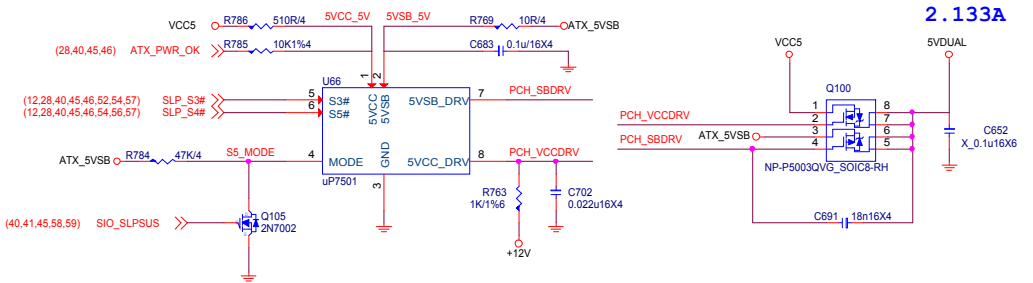 2.133A
VCC5 R786 510R/4 5VCC_5V 5VSB_5V R769 10R/4 ATX_5VSB
(28,40,45,46) ATX_PWR_OK R785 10K1%4
C683 0.1u/16X4
VCC5 5VDUAL
U66
1 2
5VCC 5VSB
(12,28,40,45,46,52,54,57) SLP_S3# 5 S3# 5VSB_DRV 7 PCH_SBDRV
(12,28,40,45,46,54,56,57) SLP_S4# 6 S5#
ATX_5VSB R784 47K/4 S5_MODE 4 MODE GND 5VCC_DRV 8 PCH_VCCDRV
uP7501
3
R763
1K/1%6
C702
0.022u16X4
+12V
(40,41,45,58,59) SIO_SLPSUS
Q105
2N7002
Q100
1 8
PCH_VCCDRV 2 7
ATX_5VSB 3 6
PCH_SBDRV 4 5
NP-P5003QVG_SOIC8-RH
C652
X_0.1u16X6
C691 18n16X4